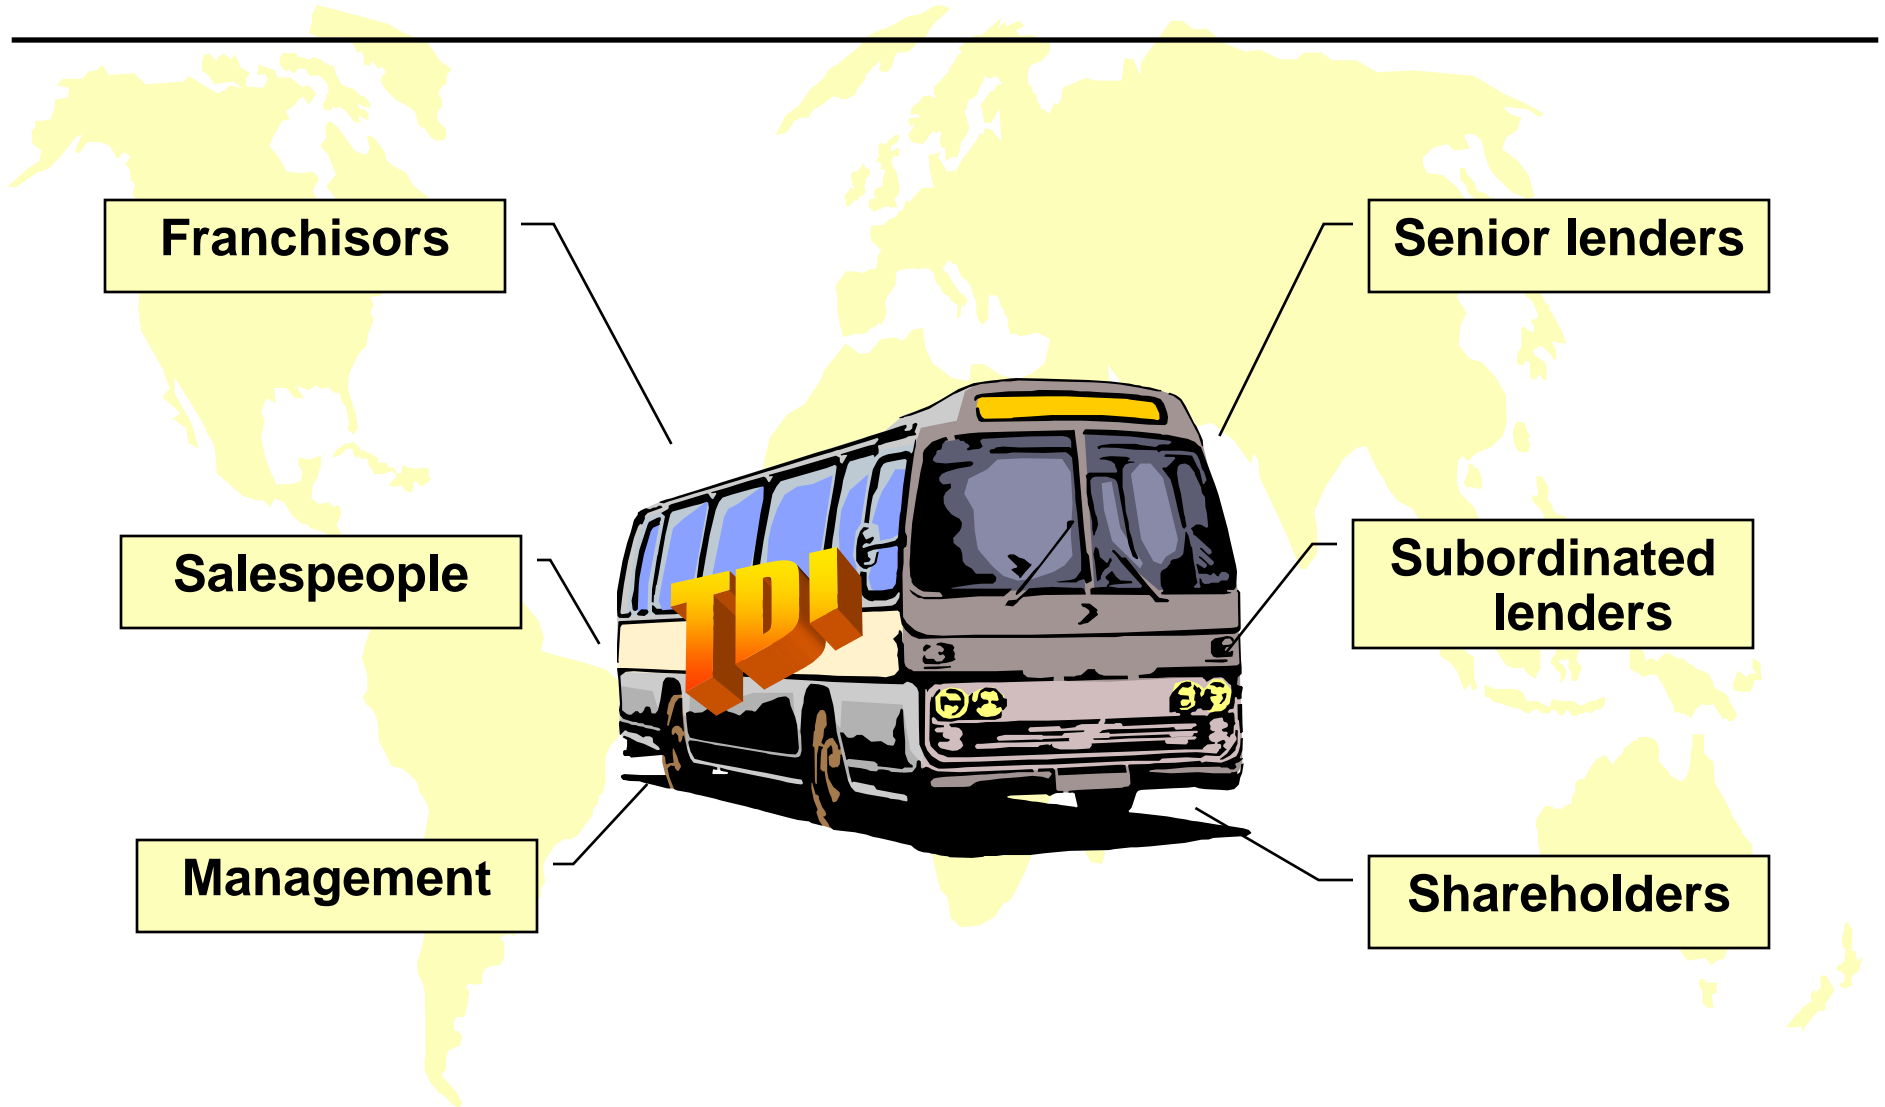 Franchisors
Senior lenders
Salespeople
Subordinated
lenders
TDI
Management
Shareholders